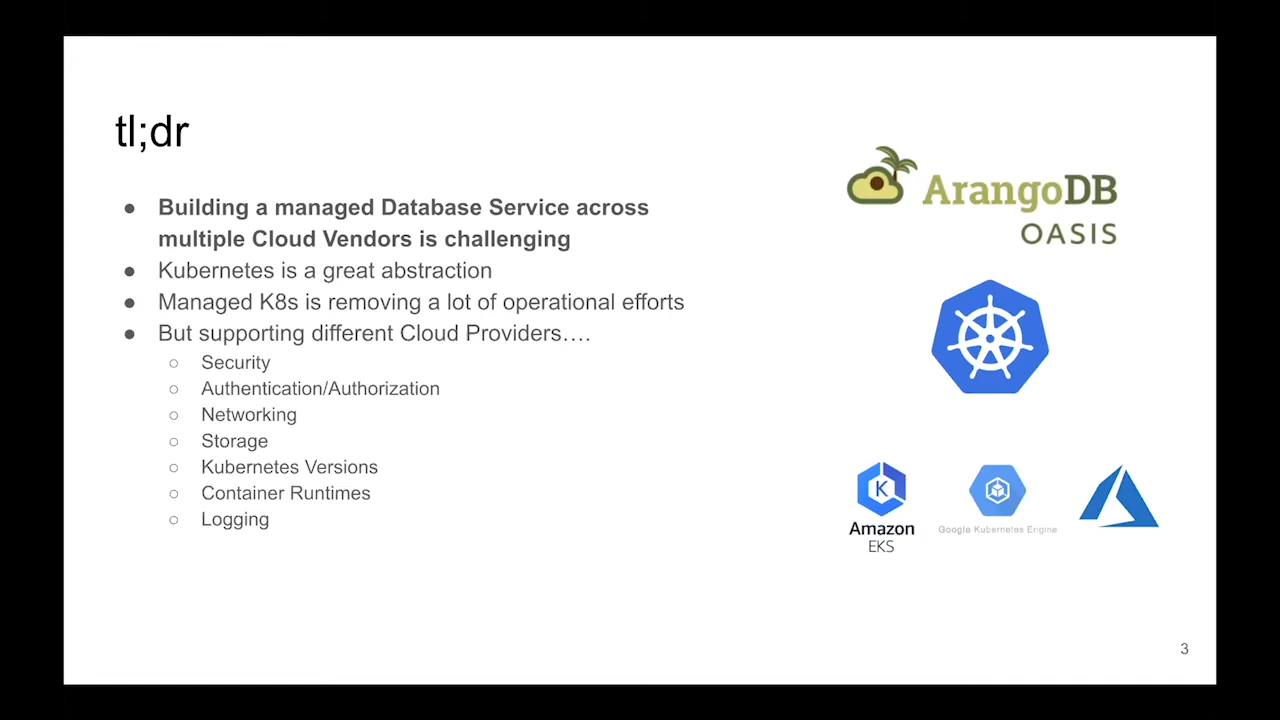 tl;dr
● Building a managed Database Service across
multiple Cloud Vendors is challenging
● Kubernetes is a great abstraction
● Managed K8s is removing a lot of operational efforts
● But supporting different Cloud Providers….
○ Security
○ Authentication/Authorization
○ Networking
○ Storage
○ Kubernetes Versions
○ Container Runtimes
○ Logging
ArangoDB
OASIS
K
Amazon
EKS
Google Kubernetes Engine
3